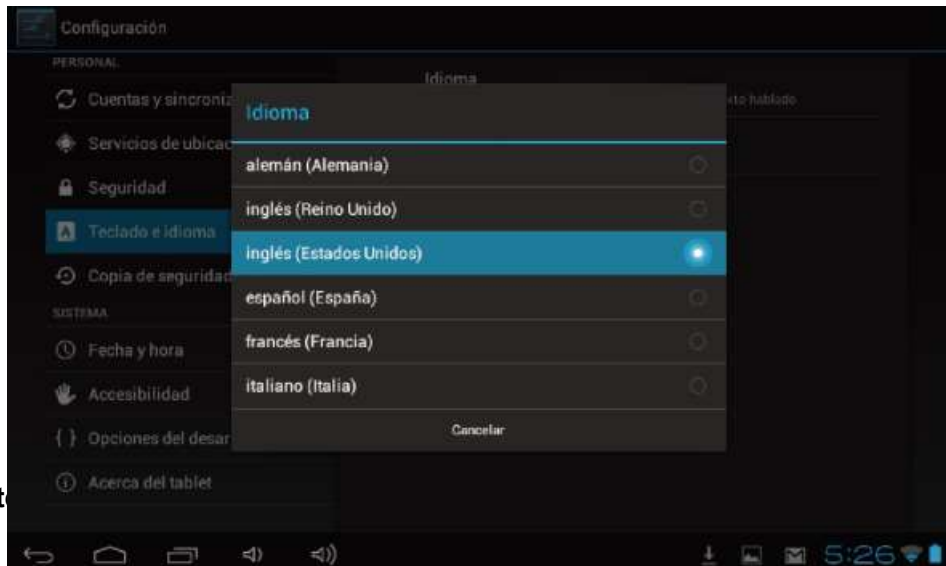 Configuración
PERSONAL
Cuentas y sincroniz
Servicios de ubicac
Seguridad
Teclado e idioma
Copia de seguridad
SISTEMA
Fecha y hora
Accesibilidad
{ } Opciones del desar
Acerca del tablet
Idioma
hablado
Idioma
alemán (Alemania)
inglés (Reino Unido)
inglés (Estados Unidos)
español (España)
francés (Francia)
italiano (Italia)
Cancelar
5:26